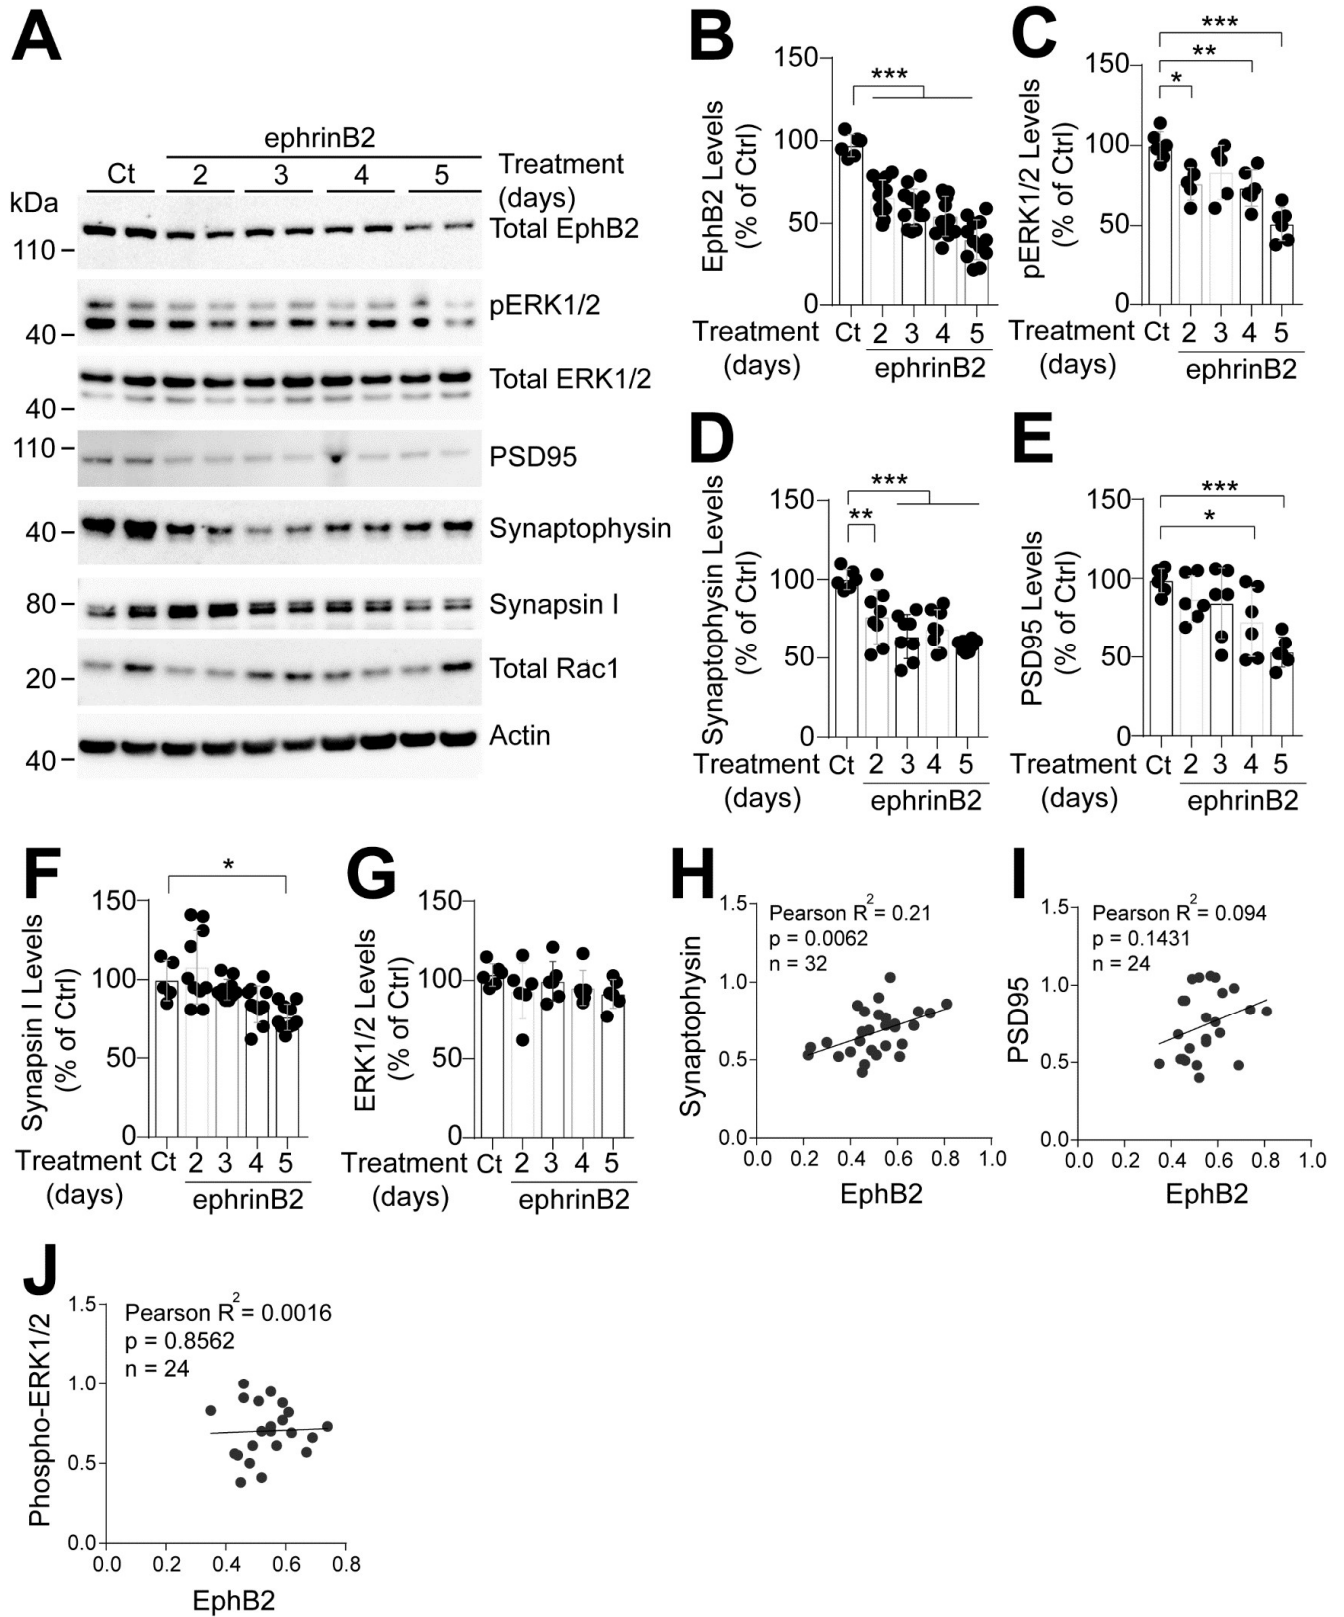 A
ephrinB2
Ct 2 3 4 5 Treatment
(days)
kDa
Total EphB2
110
pERK1/2
40
Total ERK1/2
40
110
PSD95
40
Synaptophysin
80
Synapsin I
20
Total Rac1
40
Actin
B
EphB2 Levels
(% of Ctrl)
150
100
50
0
***
Treatment Ct 2 3 4 5
(days) ephrinB2
C
pERK1/2 Levels
(% of Ctrl)
150
100
50
0
***
**
*
Treatment Ct 2 3 4 5
(days) ephrinB2
D
Synaptophysin Levels
(% of Ctrl)
150
100
50
0
***
**
Treatment Ct 2 3 4 5
(days) ephrinB2
E
PSD95 Levels
(% of Ctrl)
150
100
50
0
***
*
Treatment Ct 2 3 4 5
(days) ephrinB2
F
Synapsin I Levels
(% of Ctrl)
150
100
50
0
*
Treatment Ct 2 3 4 5
(days) ephrinB2
G
ERK1/2 Levels
(% of Ctrl)
150
100
50
0
Treatment Ct 2 3 4 5
(days) ephrinB2
H
Synaptophysin
1.5
1.0
0.5
0.0
Pearson R2 = 0.21
p = 0.0062
n = 32
0.0 0.2 0.4 0.6 0.8 1.0
EphB2
I
PSD95
1.5
1.0
0.5
0.0
Pearson R2 = 0.094
p = 0.1431
n = 24
0.0 0.2 0.4 0.6 0.8 1.0
EphB2
J
Phospho-ERK1/2
1.5
1.0
0.5
0.0
Pearson R2 = 0.0016
p = 0.8562
n = 24
0.0 0.2 0.4 0.6 0.8
EphB2